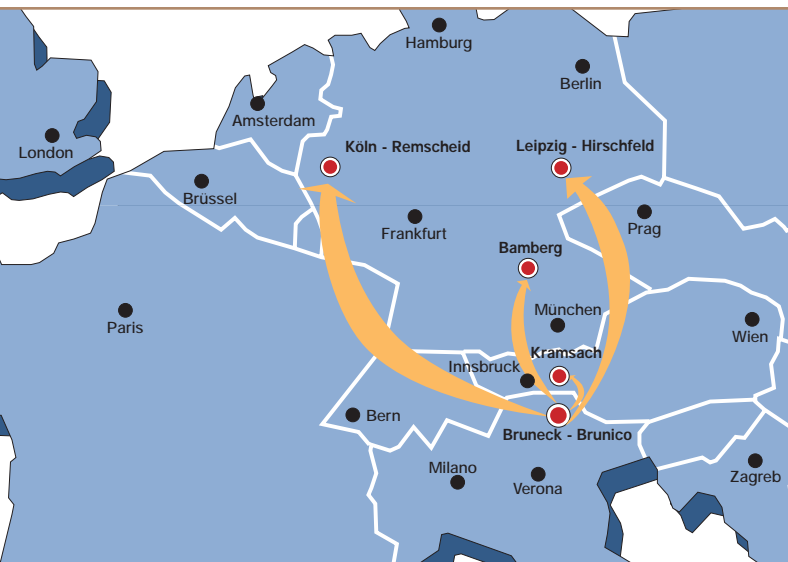 Hamburg
Berlin
Amsterdam
London
Köln - Remscheid
Leipzig - Hirschfeld
Brüssel
Prag
Frankfurt
Bamberg
München
Paris
Wien
Kramsach
Innsbruck
Bern
Bruneck - Brunico
Milano
Verona
Zagreb